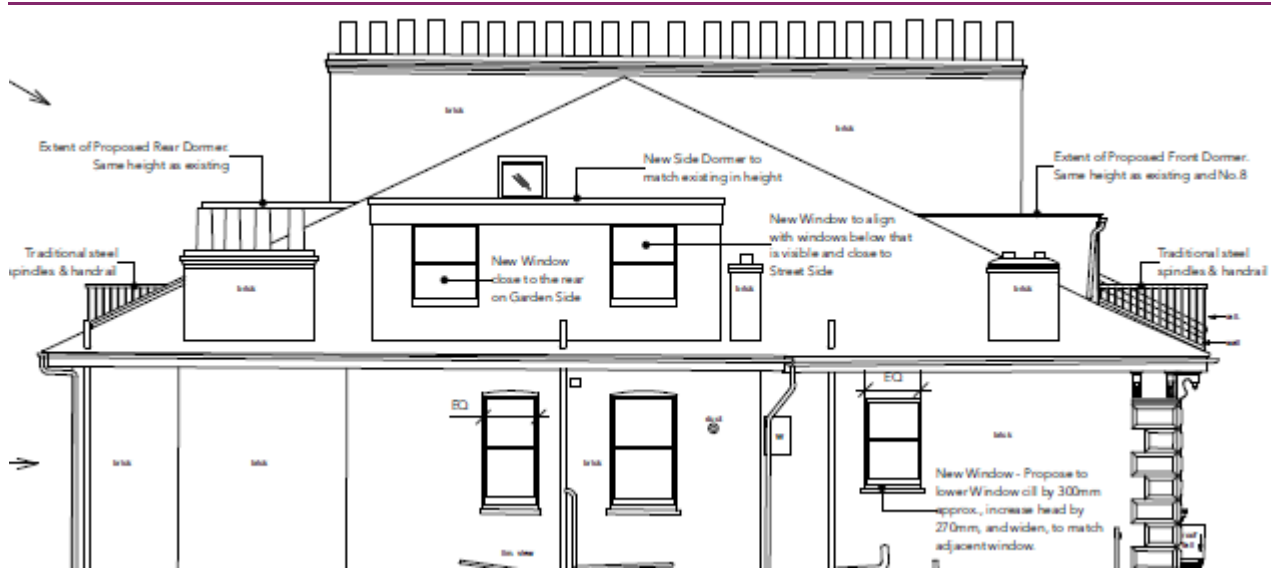 brick
brick
Extent of Proposed Rear Dormer.
Same height as existing
New Side Dormer to
match existing in height
Extent of Proposed Front Dormer.
Same height as existing and No.8
New Window to align
with windows below that
is visible and close to
Street Side
Traditional steel
spindles & handrail
New Window
close to the rear
on Garden Side
Traditional steel
spindles & handrail
brick
brick
brick
EQ.
EQ.
duct
brick
brick
brick
brick
New Window - Propose to
lower Window cill by 300mm
approx., increase head by
270mm, and widen, to match
adjacent window.